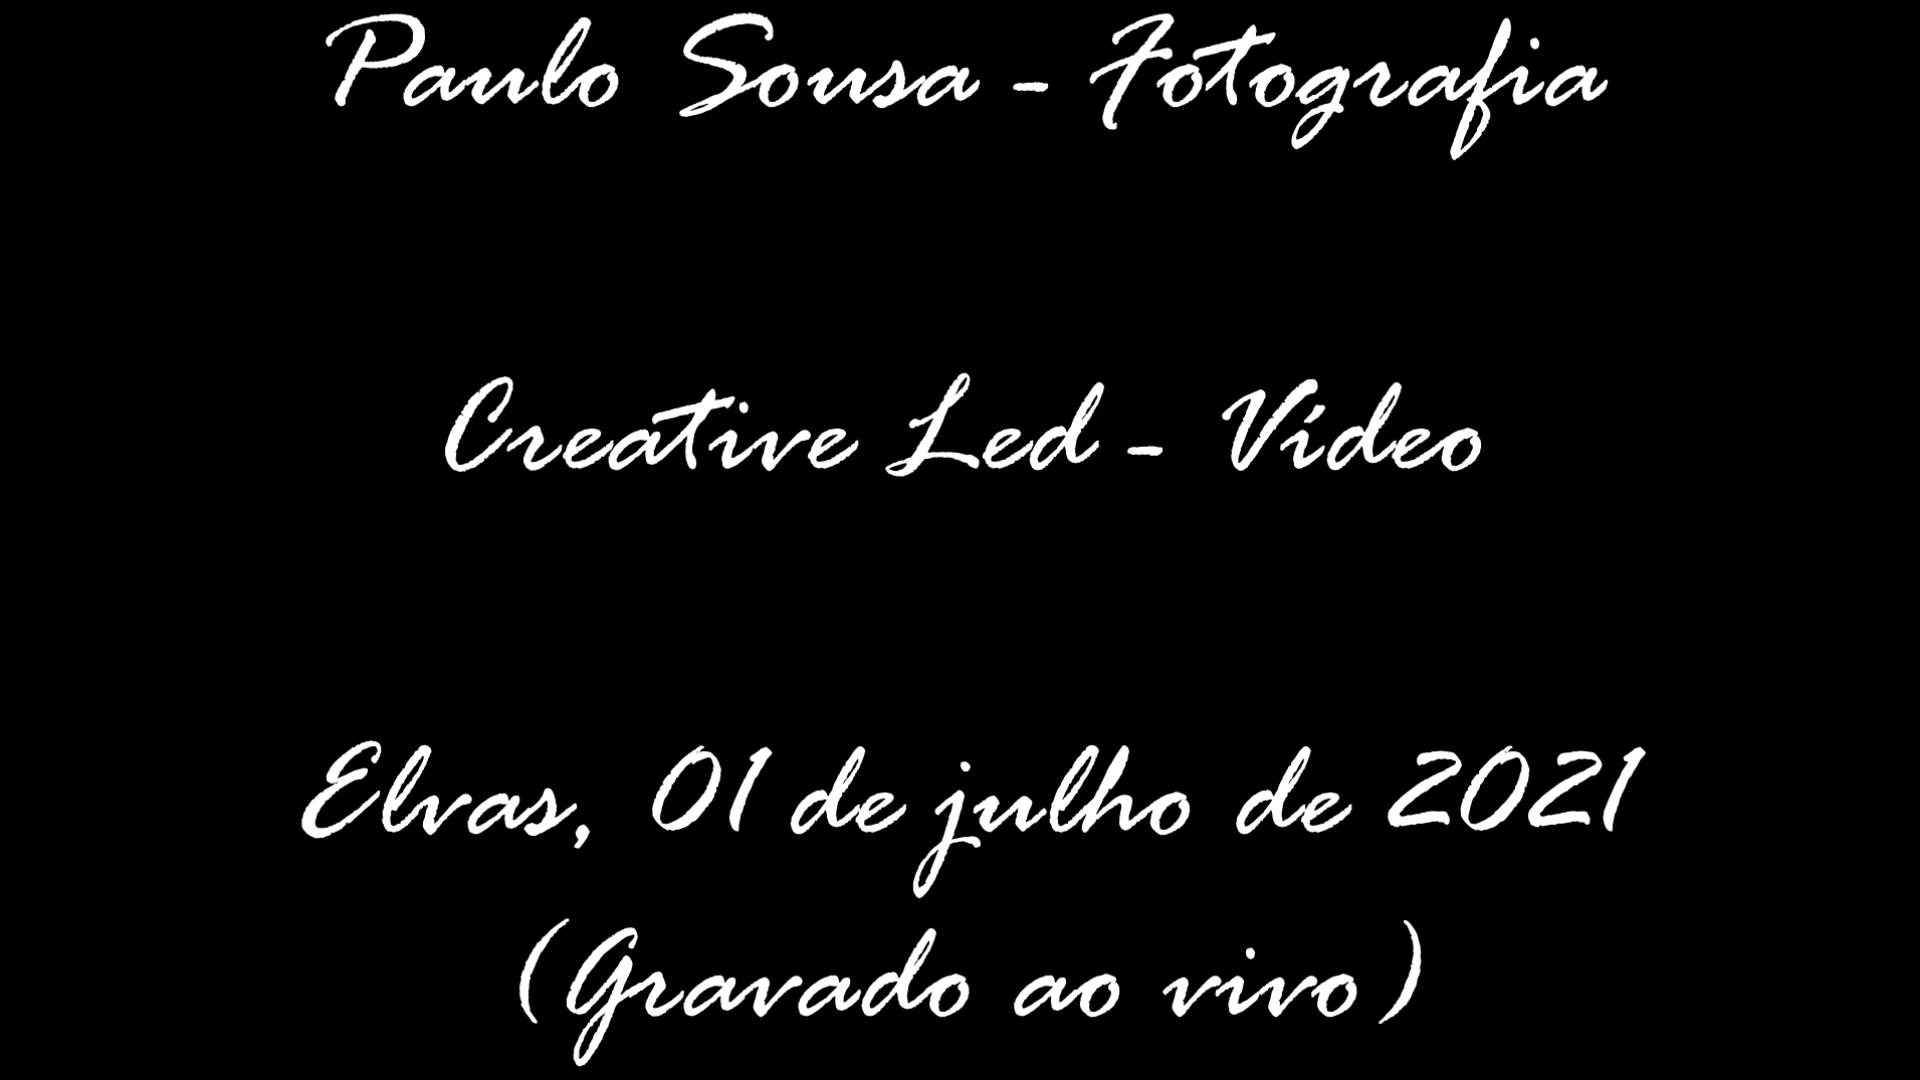 Paulo Sousa - Fotografia
Creative Led - Vídeo
Elvas, 01 de julho de 2021
(Gravado ao vivo)